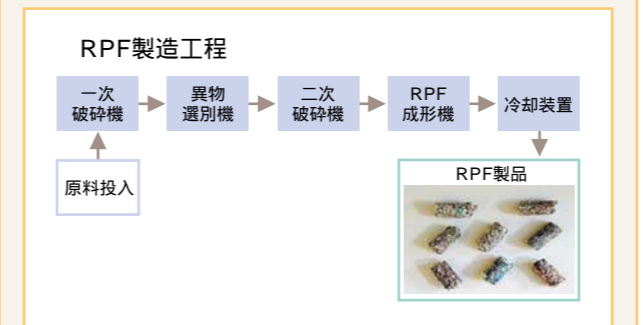 RPF製造工程
一次
破砕機
異物
選別機
二次
破砕機
RPF
成形機
冷却装置
原料投入
RPF製品